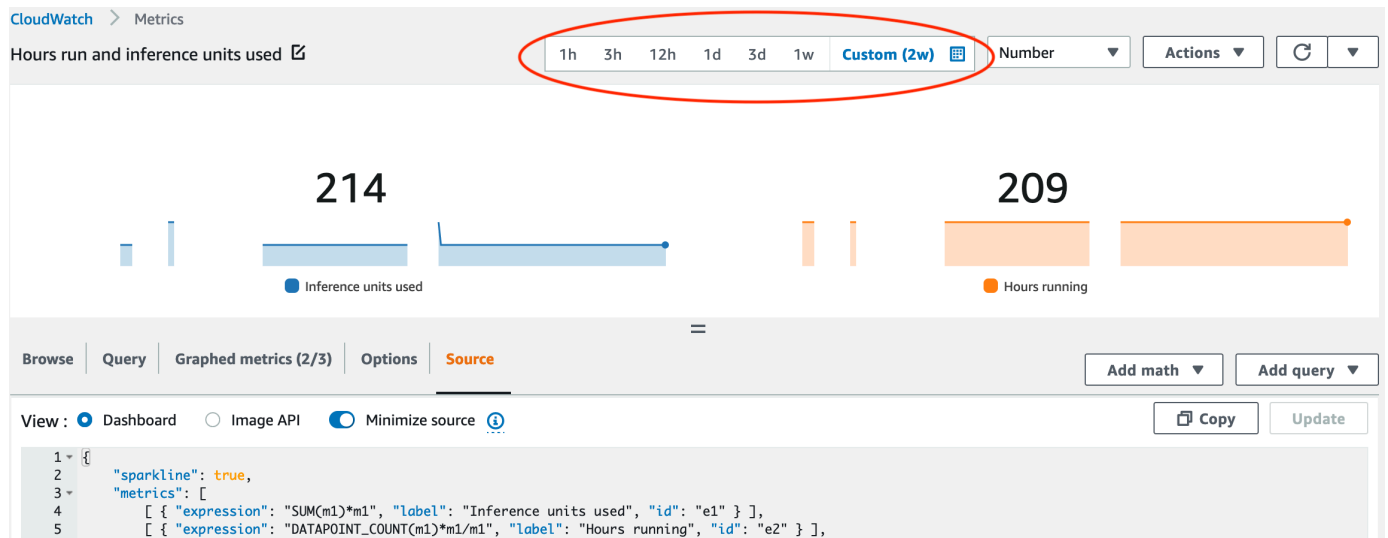 CloudWatch > Metrics
Hours run and inference units used
1h 3h 12h 1d 3d 1w Custom (2w) Number Actions
214 209
Inference units used Hours running
Browse Query Graphed metrics (2/3) Options Source
Add math Add query
View : Dashboard Image API Minimize source Copy Update
1 {
2 "sparkline": true,
3 "metrics": [
4 [ { "expression": "SUM(m1)*m1", "label": "Inference units used", "id": "e1" } ],
5 [ { "expression": "DATAPOINT_COUNT(m1)*m1/m1", "label": "Hours running", "id": "e2" } ],